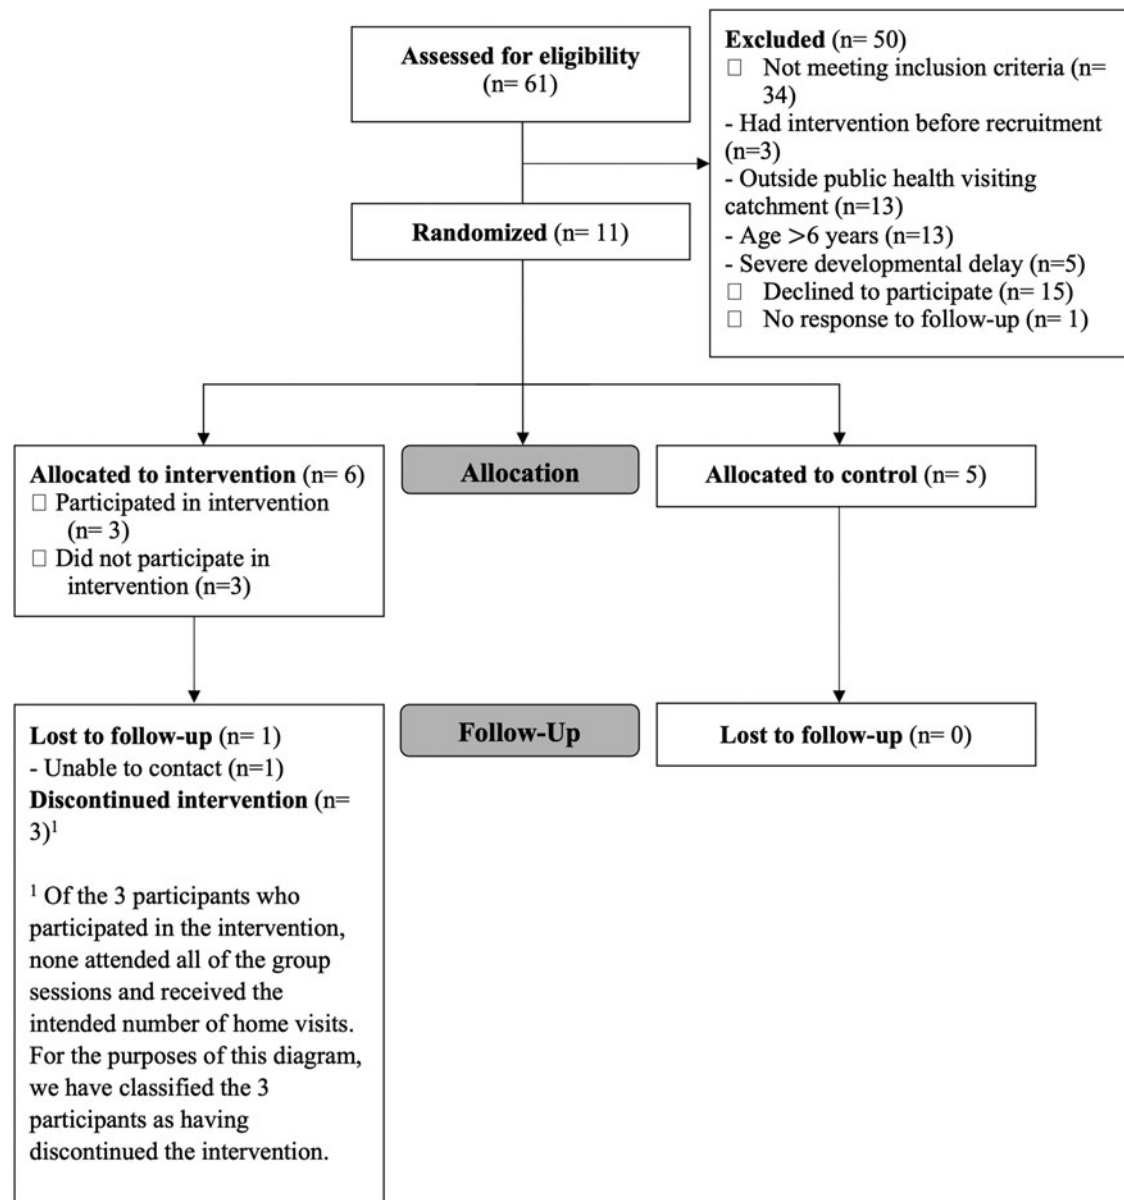 Assessed for eligibility
(n= 61)
Excluded (n= 50)
□ Not meeting inclusion criteria (n=
34)
- Had intervention before recruitment
(n=3)
- Outside public health visiting
catchment (n=13)
- Age >6 years (n=13)
- Severe developmental delay (n=5)
□ Declined to participate (n= 15)
□ No response to follow-up (n= 1)
Randomized (n= 11)
Allocated to intervention (n= 6)
□ Participated in intervention
(n= 3)
□ Did not participate in
intervention (n=3)
Allocation
Allocated to control (n= 5)
Lost to follow-up (n= 1)
- Unable to contact (n=1)
Discontinued intervention (n=
3)¹
¹ Of the 3 participants who
participated in the intervention,
none attended all of the group
sessions and received the
intended number of home visits.
For the purposes of this diagram,
we have classified the 3
participants as having
discontinued the intervention.
Follow-Up
Lost to follow-up (n= 0)